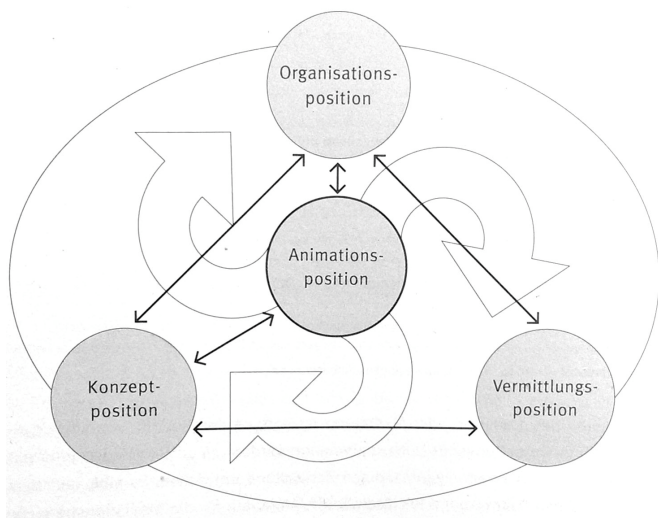 Organisations-
position
Animations-
position
Konzept-
position
Vermittlungs-
position